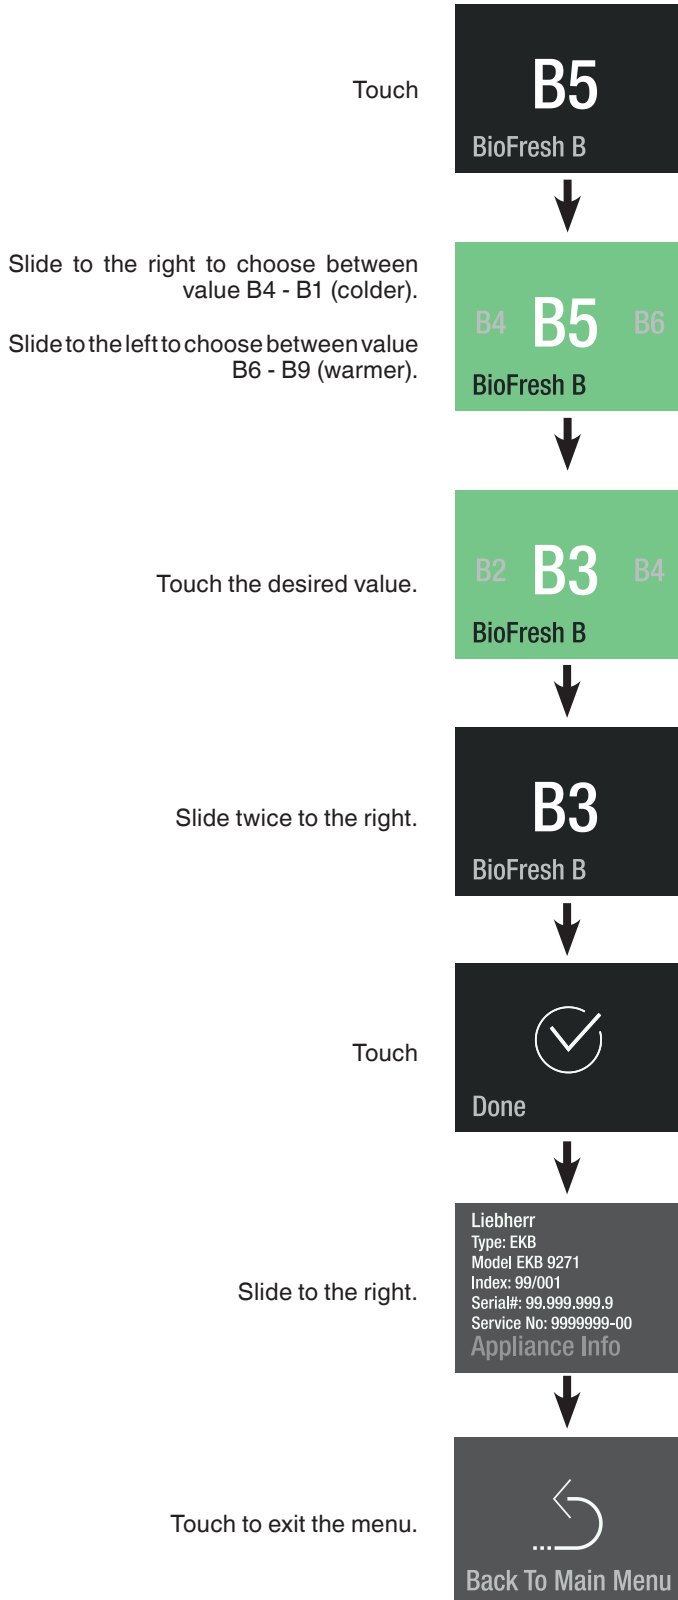 B5
Touch
BioFresh B
Slide to the right to choose between
value B4 - B1 (colder).
B4 B5 B6
Slide to the left to choose between value
B6 - B9 (warmer).
BioFresh B
B2 B3 B4
Touch the desired value.
BioFresh B
B3
Slide twice to the right.
BioFresh B
Touch
Done
Liebherr
Type: EKB
Model EKB 9271
Index: 99/001
Serial#: 99.999.999.9
Service No: 9999999-00
Appliance Info
Slide to the right.
Touch to exit the menu.
Back To Main Menu